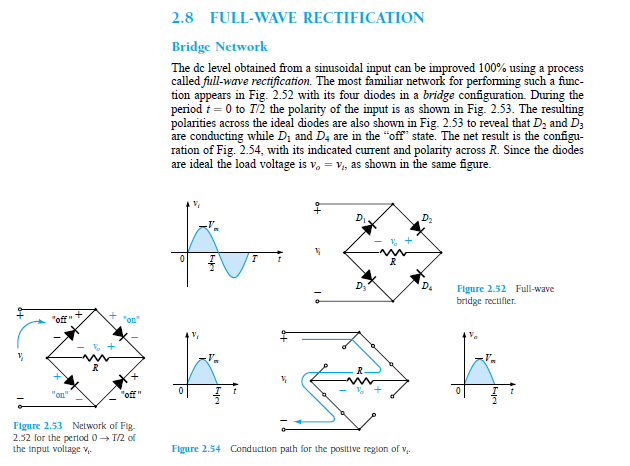 2.8 FULL-WAVE RECTIFICATION
Bridge Network
The dc level obtained from a sinusoidal input can be improved 100% using a process
called full-wave rectification. The most familiar network for performing such a func-
tion appears in Fig. 2.52 with its four diodes in a bridge configuration. During the
period t = 0 to T/2 the polarity of the input is as shown in Fig. 2.53. The resulting
polarities across the ideal diodes are also shown in Fig. 2.53 to reveal that D₂ and D₃
are conducting while D₁ and D₄ are in the “off” state. The net result is the configu-
ration of Fig. 2.54, with its indicated current and polarity across R. Since the diodes
are ideal the load voltage is vₒ = vᵢ, as shown in the same figure.
vᵢ
Vₘ
0 T/2 T t
+
vᵢ
–
D₁ D₂
– vₒ +
R
D₃ D₄
Figure 2.52 Full-wave
bridge rectifier.
+
vᵢ
–
"off" + + "on"
– –
– vₒ +
R
+ +
"on" – – "off"
Figure 2.53 Network of Fig.
2.52 for the period 0 → T/2 of
the input voltage vᵢ.
vᵢ
Vₘ
0 T/2 t
+
vᵢ
–
R
– vₒ +
vₒ
Vₘ
0 T/2 t
Figure 2.54 Conduction path for the positive region of vᵢ.